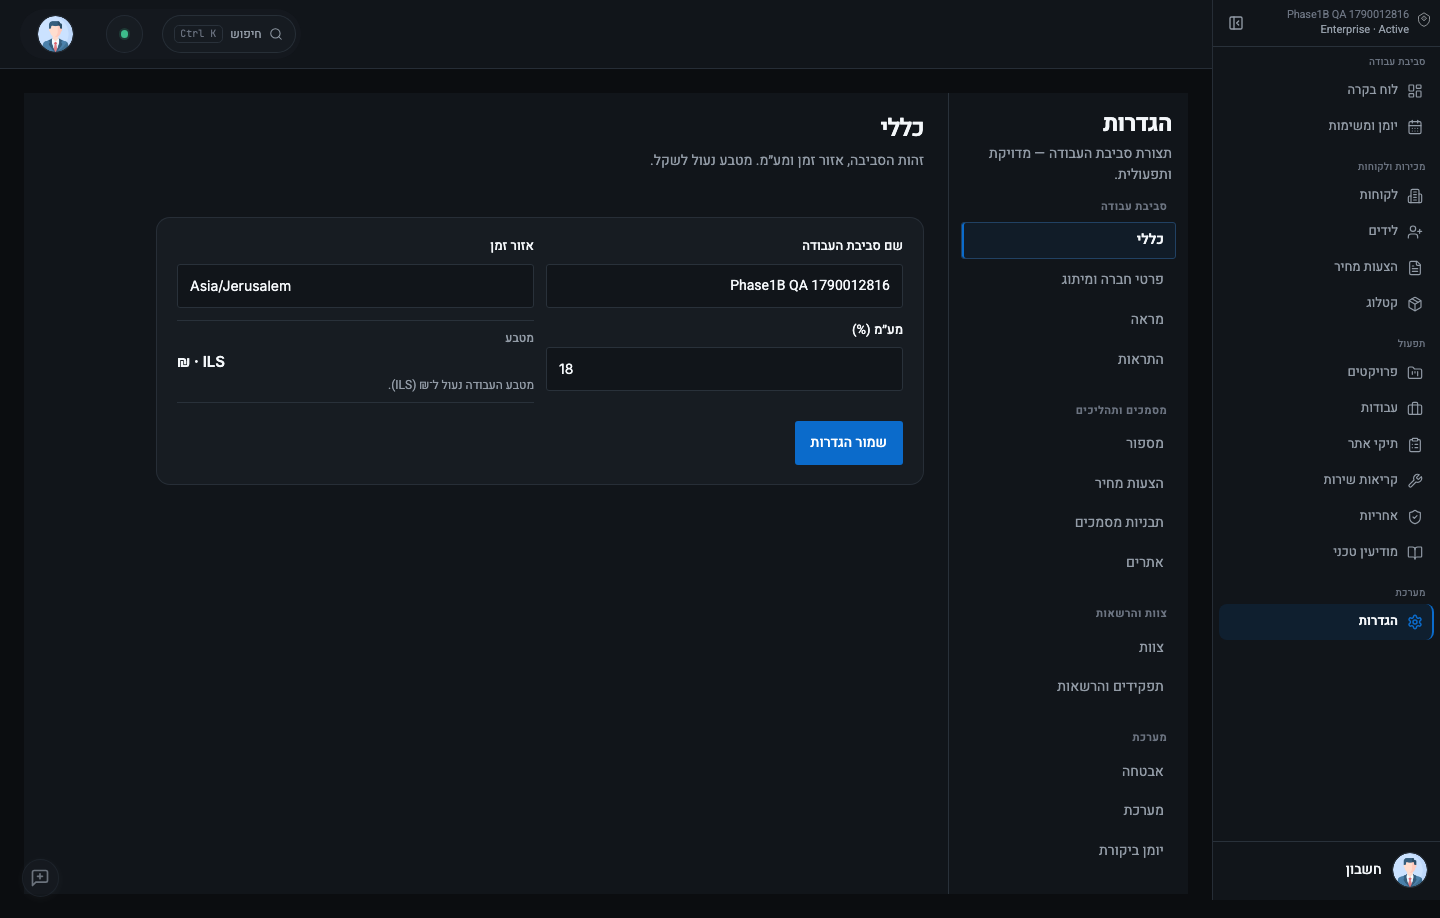 Phase1B QA 1790012816
Enterprise · Active
סביבת עבודה
לוח בקרה
יומן ומשימות
מכירות ולקוחות
לקוחות
לידים
הצעות מחיר
קטלוג
תפעול
פרויקטים
עבודות
תיקי אתר
קריאות שירות
אחריות
מודיעין טכני
מערכת
הגדרות
חשבון
חיפוש
Ctrl K
הגדרות
תצורת סביבת העבודה — מדויקת
ותפעולית.
סביבת עבודה
כללי
פרטי חברה ומיתוג
מראה
התראות
מסמכים ותהליכים
מספור
הצעות מחיר
תבניות מסמכים
אתרים
צוות והרשאות
צוות
תפקידים והרשאות
מערכת
אבטחה
מערכת
יומן ביקורת
כללי
זהות הסביבה, אזור זמן ומע״מ. מטבע נעול לשקל.
שם סביבת העבודה
Phase1B QA 1790012816
אזור זמן
Asia/Jerusalem
מע״מ (%)
18
מטבע
ILS · ₪
מטבע העבודה נעול ל־₪ (ILS).
שמור הגדרות